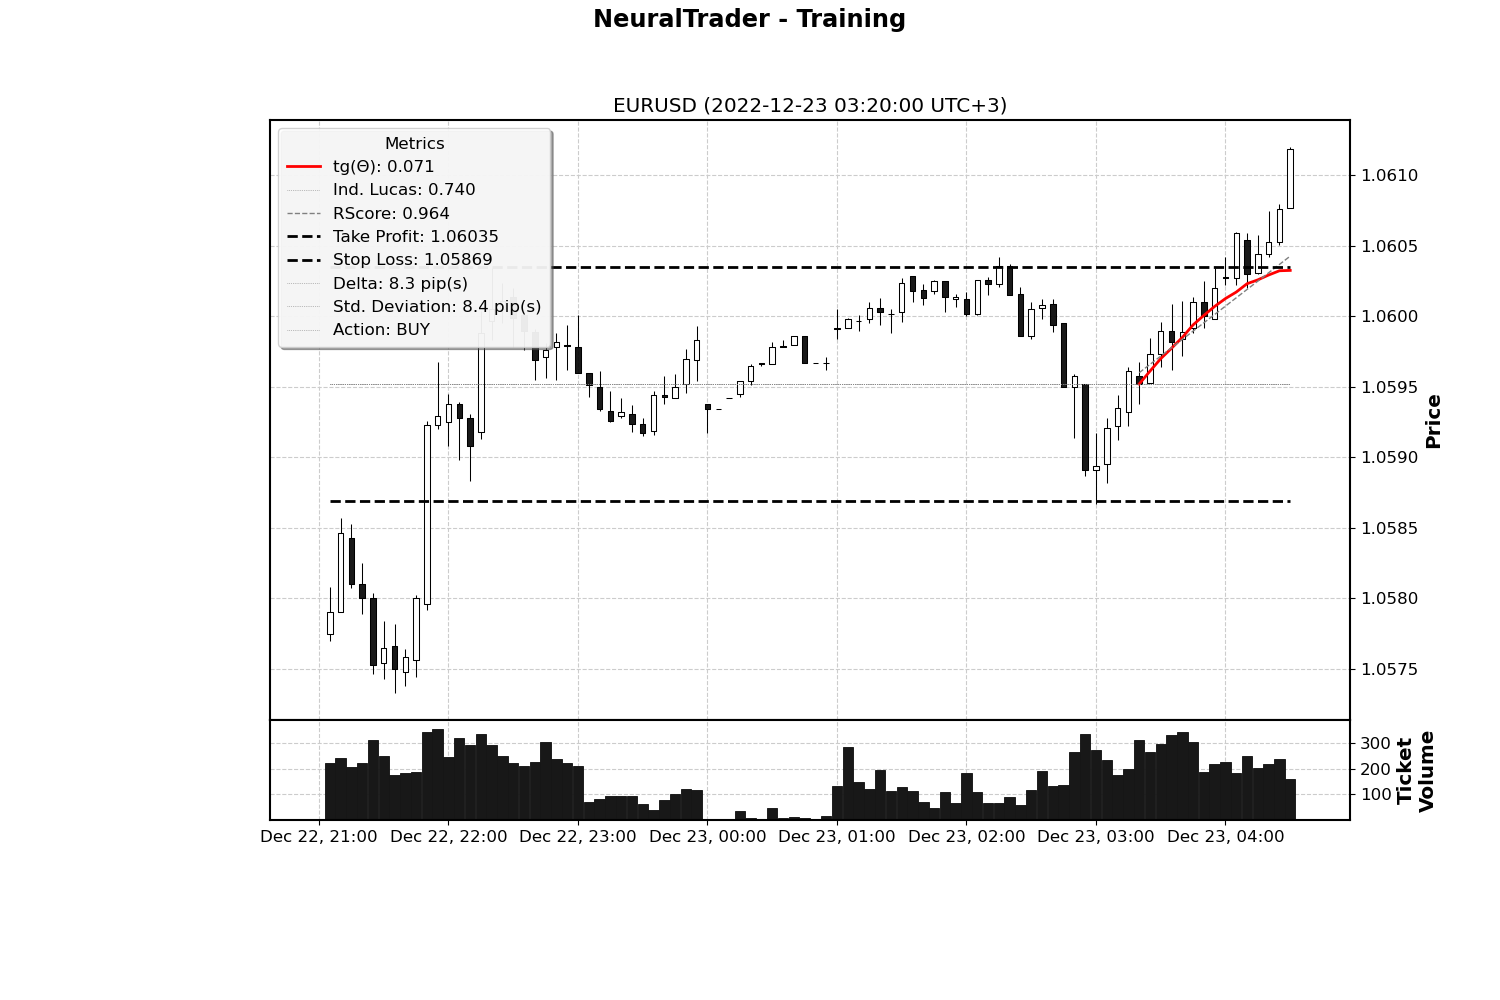 NeuralTrader - Training
EURUSD (2022-12-23 03:20:00 UTC+3)
Metrics
tg(Θ): 0.071
Ind. Lucas: 0.740
RScore: 0.964
Take Profit: 1.06035
Stop Loss: 1.05869
Delta: 8.3 pip(s)
Std. Deviation: 8.4 pip(s)
Action: BUY
1.0610
1.0605
1.0600
1.0595
1.0590
1.0585
1.0580
1.0575
Price
300
200
100
Ticket
Volume
Dec 22, 21:00 Dec 22, 22:00 Dec 22, 23:00 Dec 23, 00:00 Dec 23, 01:00 Dec 23, 02:00 Dec 23, 03:00 Dec 23, 04:00